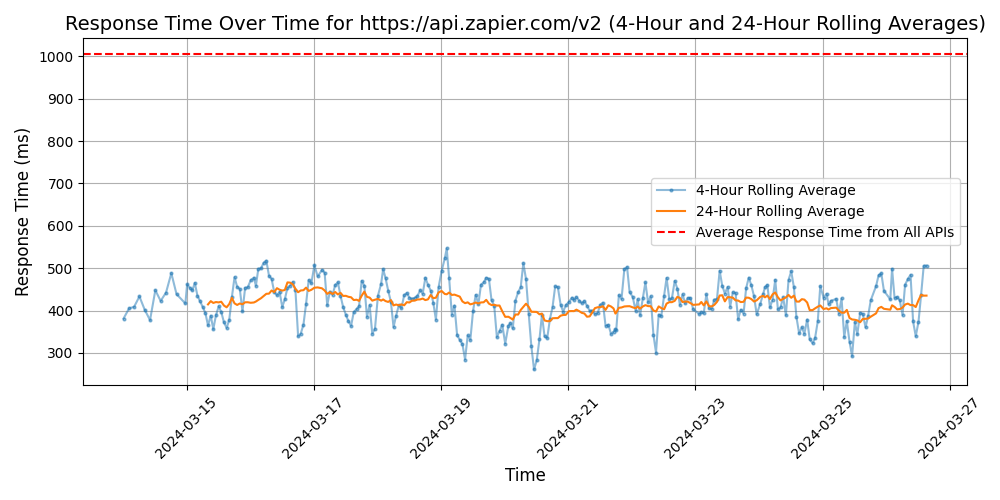 Response Time Over Time for https://api.zapier.com/v2 (4-Hour and 24-Hour Rolling Averages)
Response Time (ms)
1000
900
800
700
600
500
400
300
4-Hour Rolling Average
24-Hour Rolling Average
Average Response Time from All APIs
2024-03-15
2024-03-17
2024-03-19
2024-03-21
2024-03-23
2024-03-25
2024-03-27
Time